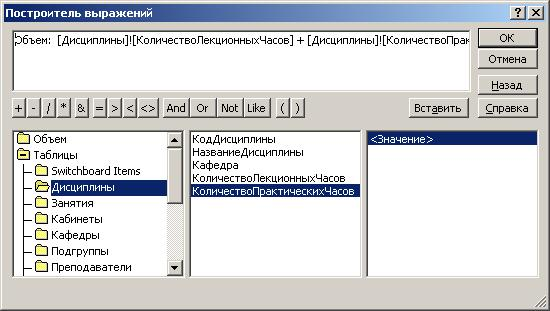 Построитель выражений
Объем: [Дисциплины]![КоличествоЛекционныхЧасов] + [Дисциплины]![КоличествоПрак
OK
Отмена
Назад
+ - / * & = > < <> And Or Not Like ( ) Вставить Справка
Объем
Таблицы
Switchboard Items
Дисциплины
Занятия
Кабинеты
Кафедры
Подгруппы
Преподаватели
КодДисциплины
НазваниеДисциплины
Кафедра
КоличествоЛекционныхЧасов
КоличествоПрактическихЧасов
<Значение>